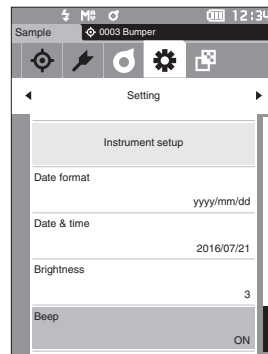 12:34
Sample
0003 Bumper
Setting
Instrument setup
Date format
yyyy/mm/dd
Date & time
2016/07/21
Brightness
3
Beep
ON